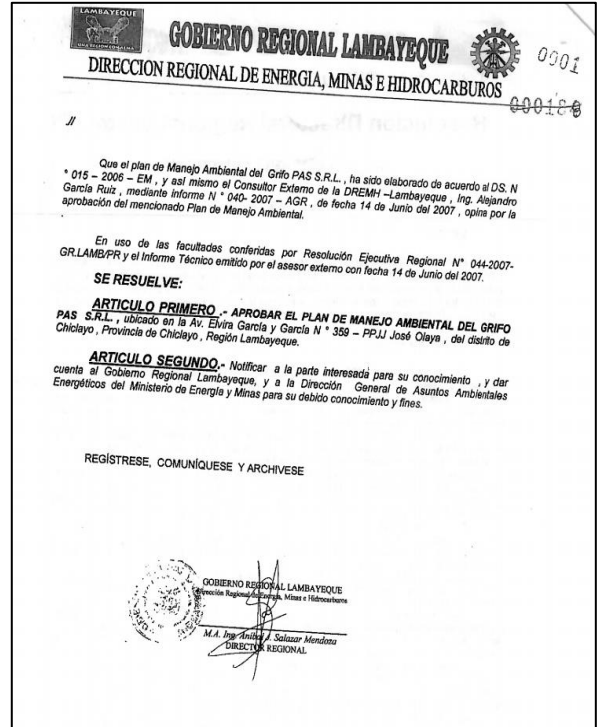 LAMBAYEQUE
GOBIERNO REGIONAL LAMBAYEQUE
0001
DIRECCION REGIONAL DE ENERGIA, MINAS E HIDROCARBUROS
//
Que el plan de Manejo Ambiental del Grifo PAS S.R.L. , ha sido elaborado de acuerdo al DS. N
° 015 – 2006 – EM , y así mismo el Consultor Externo de la DREMH –Lambayeque , Ing. Alejandro
García Ruiz , mediante informe N ° 040- 2007 – AGR , de fecha 14 de Junio del 2007 , opina por la
aprobación del mencionado Plan de Manejo Ambiental.
En uso de las facultades conferidas por Resolución Ejecutiva Regional N° 044-2007-
GR.LAMB/PR y el Informe Técnico emitido por el asesor externo con fecha 14 de Junio del 2007.
SE RESUELVE:
ARTICULO PRIMERO .- APROBAR EL PLAN DE MANEJO AMBIENTAL DEL GRIFO
PAS S.R.L. , ubicado en la Av. Elvira García y García N ° 359 – PPJJ José Olaya , del distrito de
Chiclayo , Provincia de Chiclayo , Región Lambayeque.
ARTICULO SEGUNDO.- Notificar a la parte interesada para su conocimiento , y dar
cuenta al Gobierno Regional Lambayeque, y a la Dirección General de Asuntos Ambientales
Energéticos del Ministerio de Energía y Minas para su debido conocimiento y fines.
REGÍSTRESE, COMUNÍQUESE Y ARCHIVESE
GOBIERNO REGIONAL LAMBAYEQUE
Dirección Regional de Energía, Minas e Hidrocarburos
M.A. Ing. Aníbal J. Salazar Mendoza
DIRECTOR REGIONAL